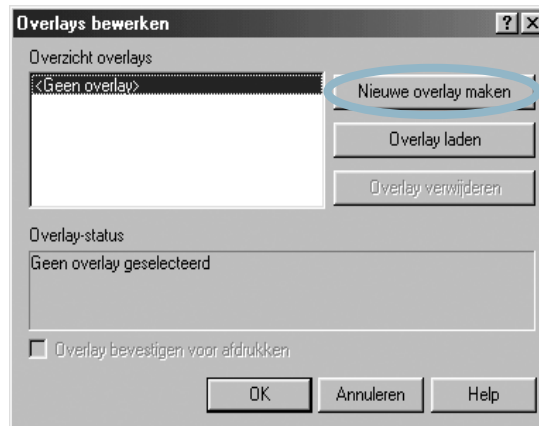 Overlays bewerken
Overzicht overlays
<Geen overlay>
Nieuwe overlay maken
Overlay laden
Overlay verwijderen
Overlay-status
Geen overlay geselecteerd
Overlay bevestigen voor afdrukken
OK
Annuleren
Help